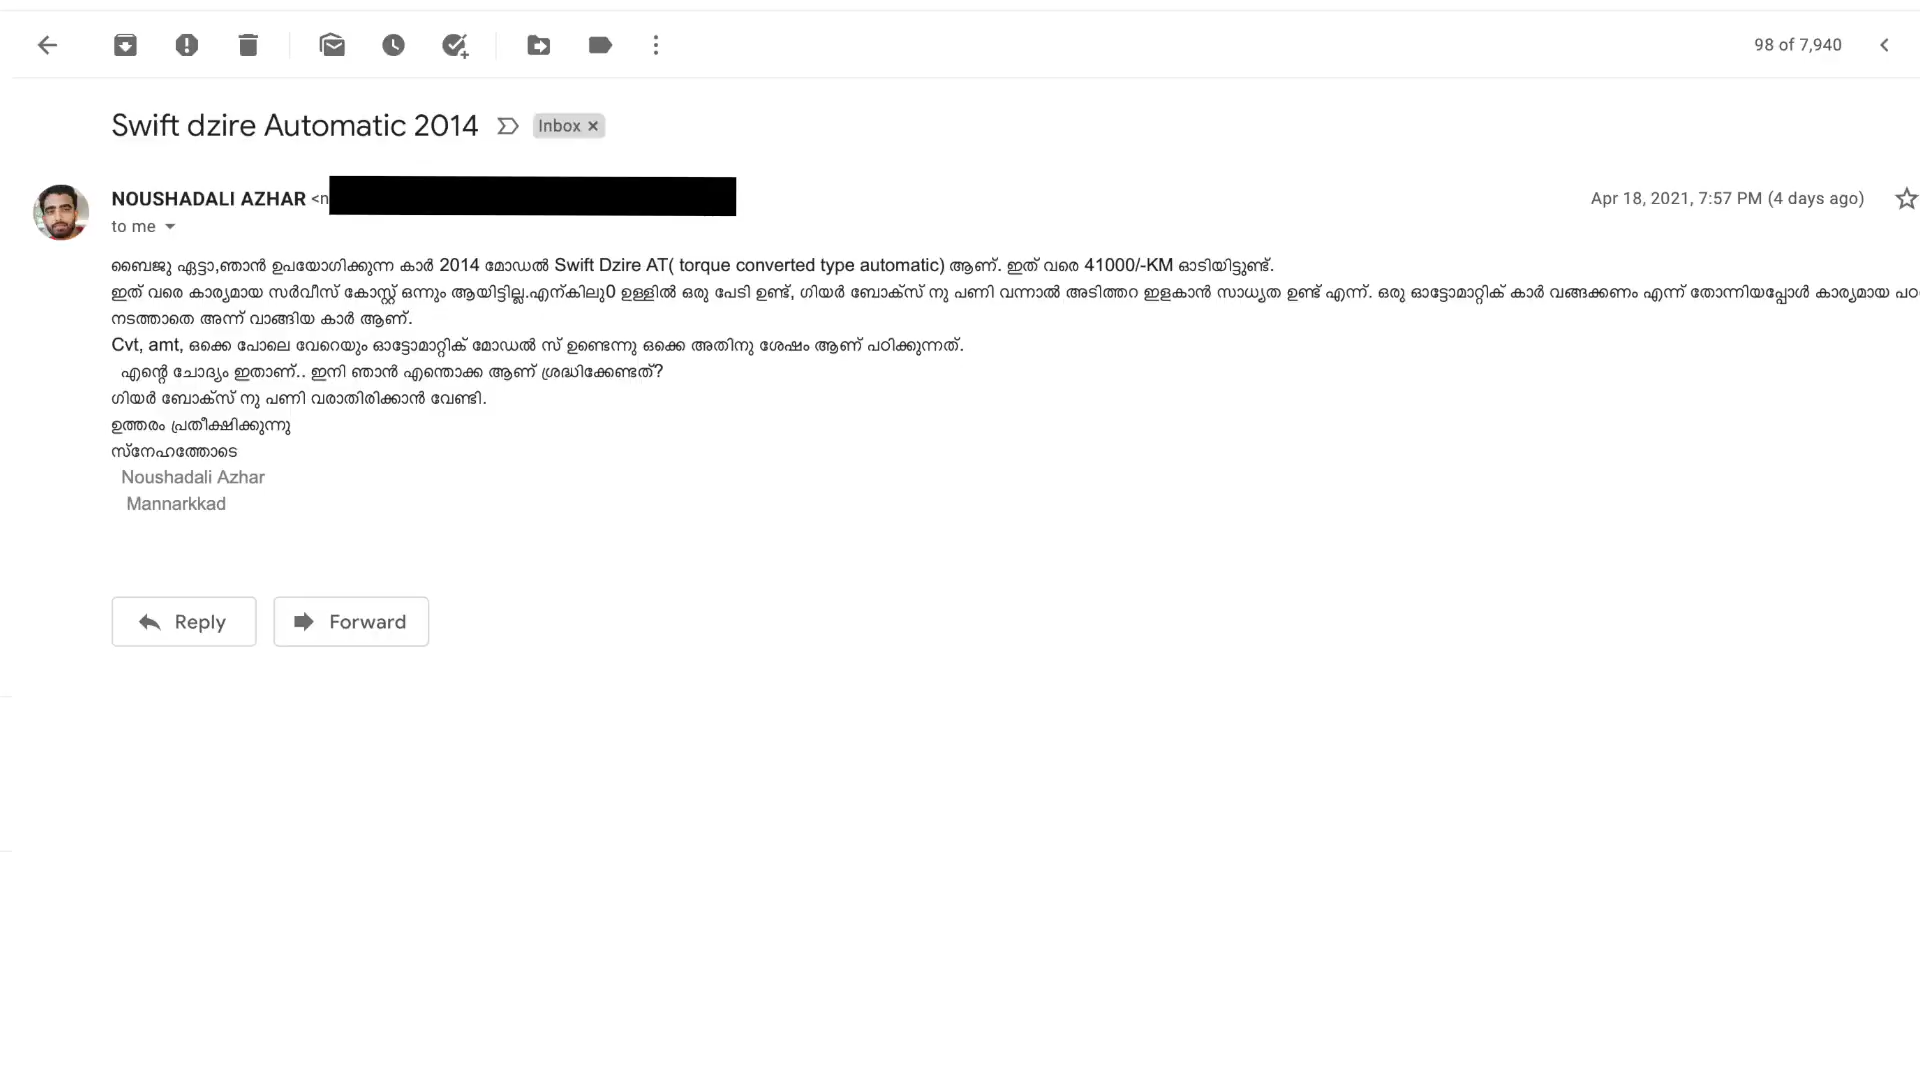 98 of 7,940
Swift dzire Automatic 2014 Inbox ×
NOUSHADALI AZHAR <n
Apr 18, 2021, 7:57 PM (4 days ago)
to me
ബൈജു ഏട്ടാ,ഞാൻ ഉപയോഗിക്കുന്ന കാർ 2014 മോഡൽ Swift Dzire AT( torque converted type automatic) ആണ്. ഇത് വരെ 41000/-KM ഓടിയിട്ടുണ്ട്.
ഇത് വരെ കാര്യമായ സർവീസ് കോസ്റ്റ് ഒന്നും ആയിട്ടില്ല.എന്കിലു0 ഉള്ളിൽ ഒരു പേടി ഉണ്ട്, ഗിയർ ബോക്സ് നു പണി വന്നാൽ അടിത്തറ ഇളകാൻ സാധ്യത ഉണ്ട് എന്ന്. ഒരു ഓട്ടോമാറ്റിക് കാർ വങ്ങക്കണം എന്ന് തോന്നിയപ്പോൾ കാര്യമായ
നടത്താതെ അന്ന് വാങ്ങിയ കാർ ആണ്.
Cvt, amt, ഒക്കെ പോലെ വേറെയും ഓട്ടോമാറ്റിക് മോഡൽ സ് ഉണ്ടെന്നു ഒക്കെ അതിനു ശേഷം ആണ് പഠിക്കുന്നത്.
എന്റെ ചോദ്യം ഇതാണ്.. ഇനി ഞാൻ എന്തൊക്ക ആണ് ശ്രദ്ധിക്കേണ്ടത്?
ഗിയർ ബോക്സ് നു പണി വരാതിരിക്കാൻ വേണ്ടി.
ഉത്തരം പ്രതീക്ഷിക്കുന്നു
സ്നേഹത്തോടെ
Noushadali Azhar
Mannarkkad
Reply
Forward